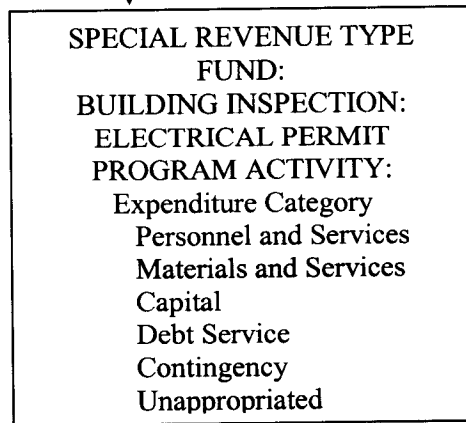 SPECIAL REVENUE TYPE
FUND:
BUILDING INSPECTION:
ELECTRICAL PERMIT
PROGRAM ACTIVITY:
Expenditure Category
Personnel and Services
Materials and Services
Capital
Debt Service
Contingency
Unappropriated